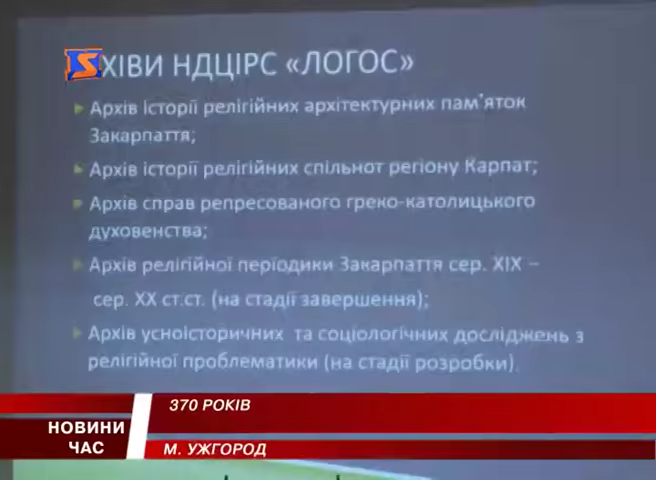 ХІВИ НДЦІРС «ЛОГОС»
Архів історії релігійних архітектурних пам'яток
Закарпаття;
Архів історії релігійних спільнот регіону Карпат;
Архів справ репресованого греко-католицького
духовенства;
Архів релігійної періодики Закарпаття сер. XIX –
сер. XX ст.ст. (на стадії завершення);
Архів усноісторичних та соціологічних досліджень з
релігійної проблематики (на стадії розробки).
370 РОКІВ
НОВИНИ
ЧАС
М. УЖГОРОД